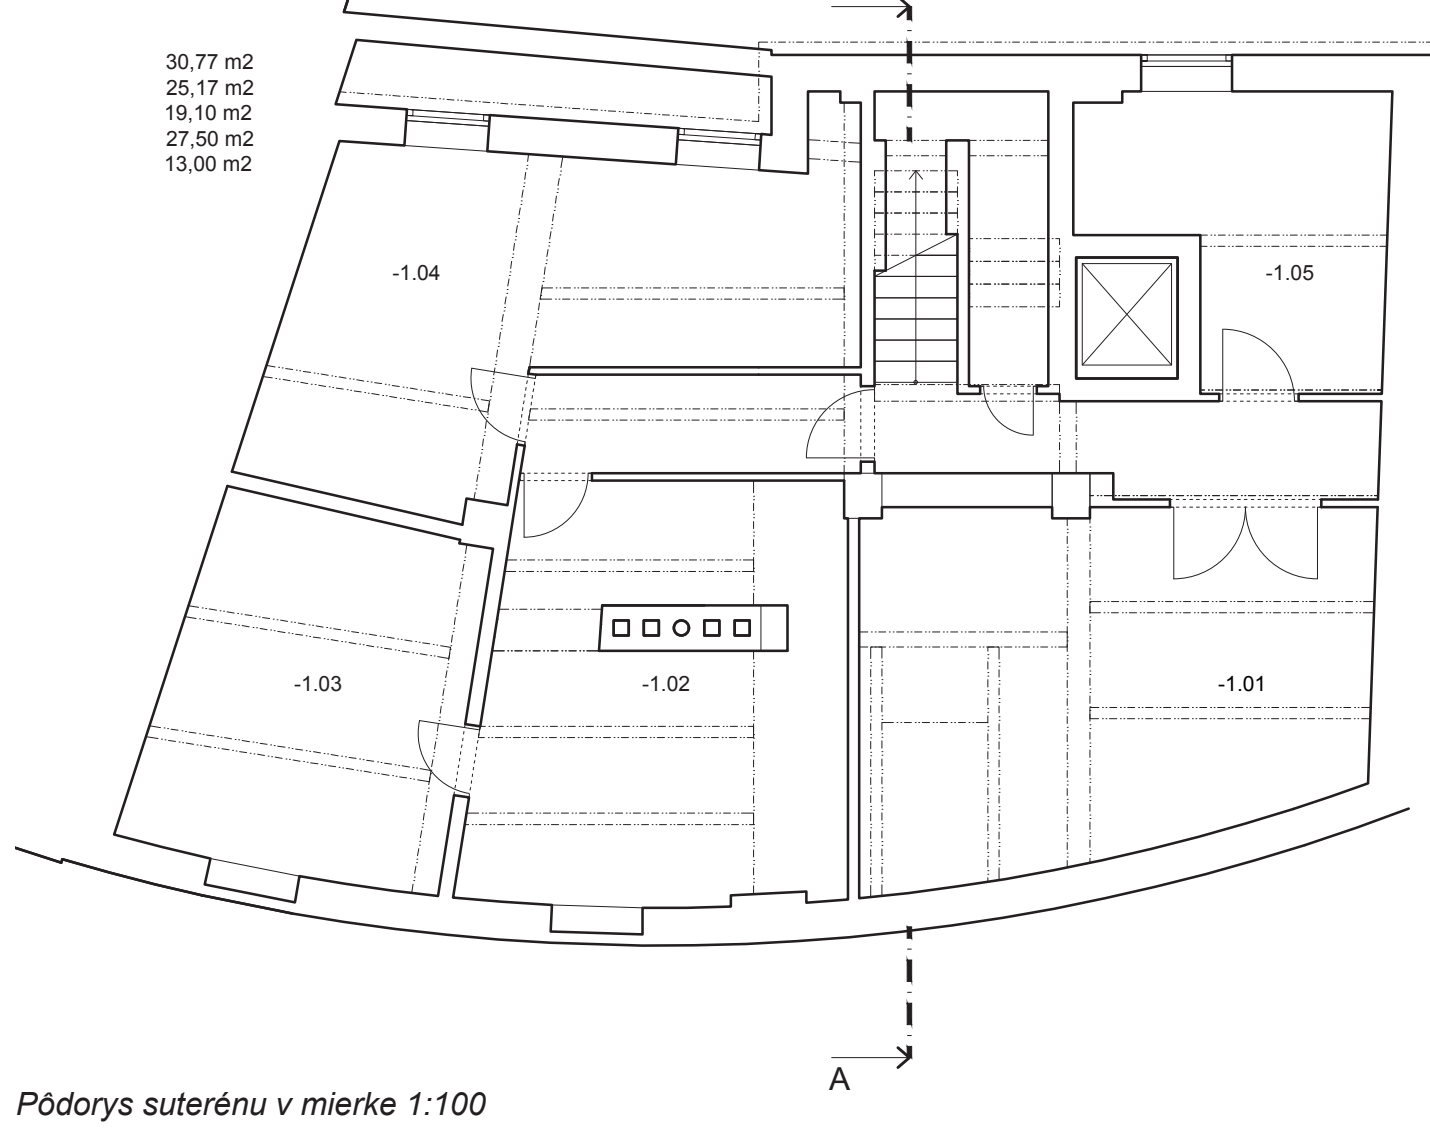 30,77 m2
25,17 m2
19,10 m2
27,50 m2
13,00 m2
-1.04
-1.05
-1.03
-1.02
-1.01
A
Pôdorys suterénu v mierke 1:100